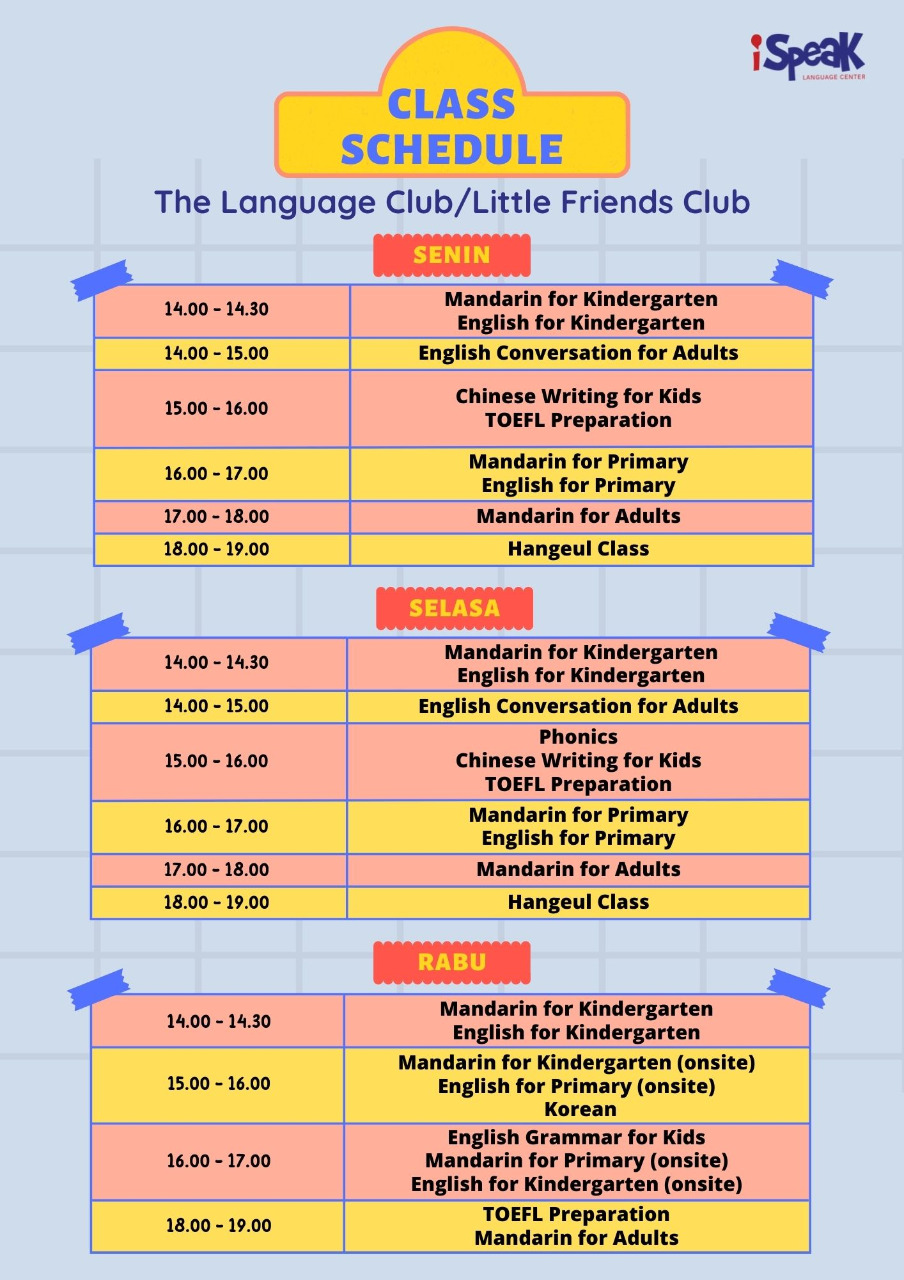 iSpeak
LANGUAGE CENTER
CLASS
SCHEDULE
The Language Club/Little Friends Club
SENIN
14.00 - 14.30
Mandarin for Kindergarten
English for Kindergarten
14.00 - 15.00
English Conversation for Adults
15.00 - 16.00
Chinese Writing for Kids
TOEFL Preparation
16.00 - 17.00
Mandarin for Primary
English for Primary
17.00 - 18.00
Mandarin for Adults
18.00 - 19.00
Hangeul Class
SELASA
14.00 - 14.30
Mandarin for Kindergarten
English for Kindergarten
14.00 - 15.00
English Conversation for Adults
15.00 - 16.00
Phonics
Chinese Writing for Kids
TOEFL Preparation
16.00 - 17.00
Mandarin for Primary
English for Primary
17.00 - 18.00
Mandarin for Adults
18.00 - 19.00
Hangeul Class
RABU
14.00 - 14.30
Mandarin for Kindergarten
English for Kindergarten
15.00 - 16.00
Mandarin for Kindergarten (onsite)
English for Primary (onsite)
Korean
16.00 - 17.00
English Grammar for Kids
Mandarin for Primary (onsite)
English for Kindergarten (onsite)
18.00 - 19.00
TOEFL Preparation
Mandarin for Adults